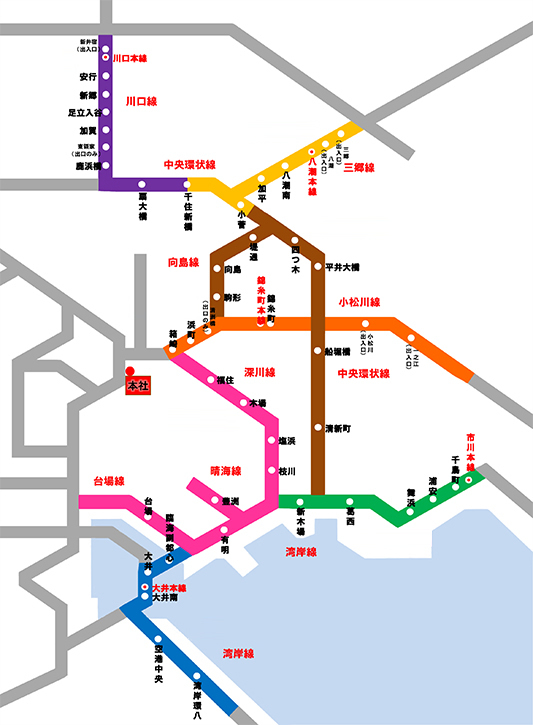 新井宿
(出入口)
川口本線
安行
新郷
川口線
足立入谷
加賀
東領家
(出口のみ)
鹿浜橋
中央環状線
三郷
(出入口)
八潮
(出入口)
八潮本線
三郷線
八潮南
加平
扇大橋
千住新橋
小菅
四つ木
堤通
向島線
向島
平井大橋
駒形
錦糸町本線
錦糸町
小松川線
(出口のみ)
浜町
箱崎
小松川
(出入口)
一之江
(出入口)
船堀橋
深川線
中央環状線
本社
福住
木場
清新町
塩浜
市川本線
枝川
晴海線
千鳥町
台場線
浦安
豊洲
舞浜
台場
臨海副都心
新木場
葛西
有明
大井
湾岸線
大井本線
大井南
空港中央
湾岸線
湾岸環八